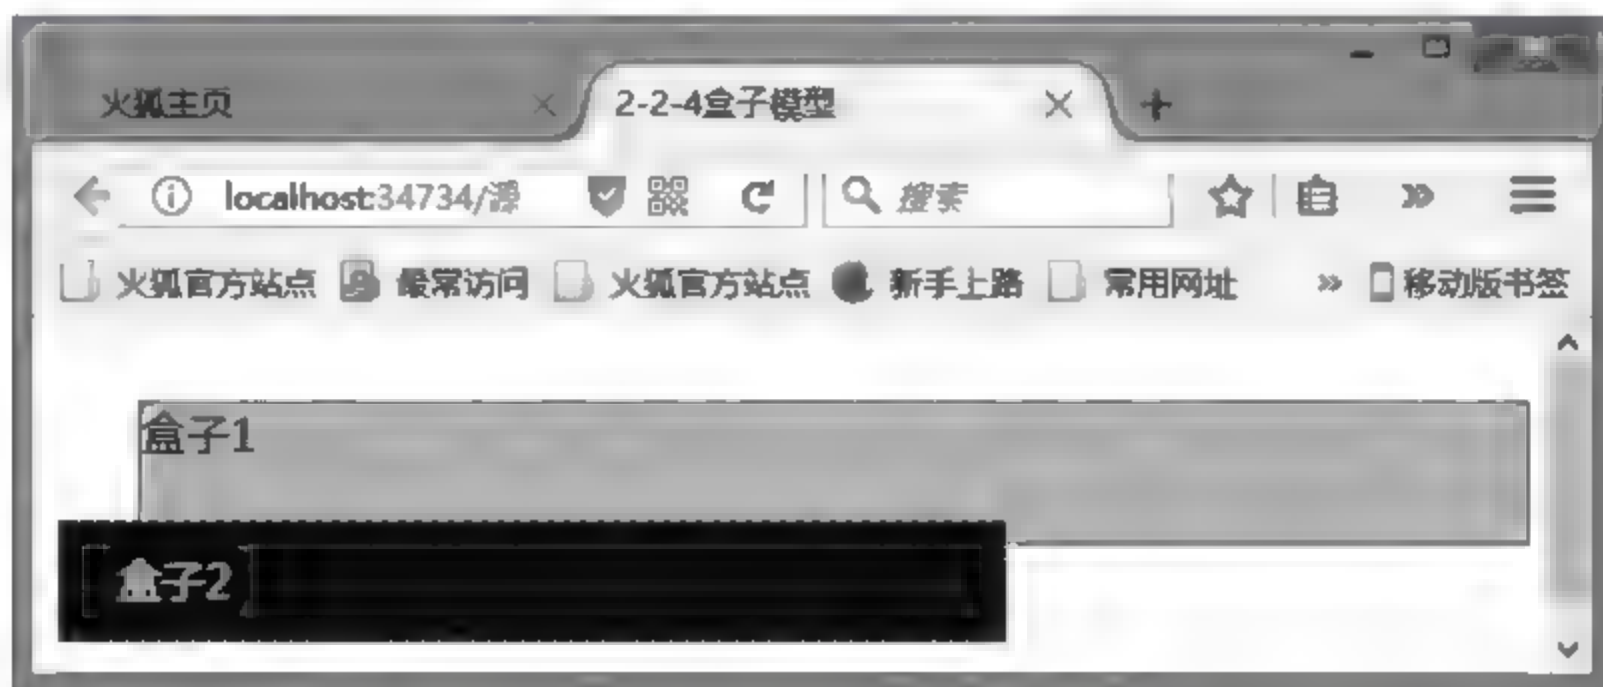 火狐主页 2-2-4盒子模型
localhost:34734/源 搜索
火狐官方站点 最常访问 火狐官方站点 新手上路 常用网址 移动版书签
盒子1
盒子2